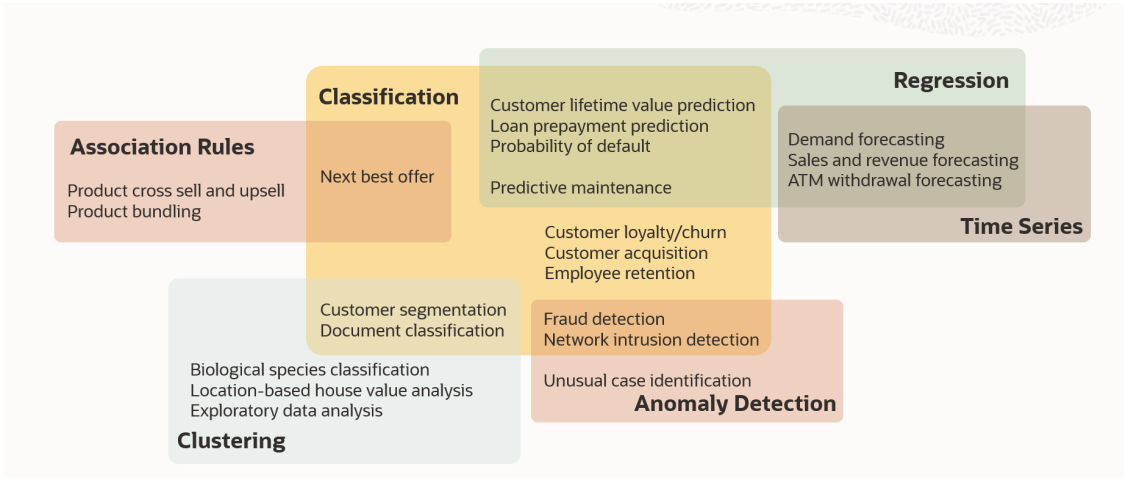 Classification
Regression
Customer lifetime value prediction
Loan prepayment prediction
Probability of default
Predictive maintenance
Association Rules
Product cross sell and upsell
Product bundling
Next best offer
Demand forecasting
Sales and revenue forecasting
ATM withdrawal forecasting
Time Series
Customer loyalty/churn
Customer acquisition
Employee retention
Customer segmentation
Document classification
Fraud detection
Network intrusion detection
Biological species classification
Location-based house value analysis
Exploratory data analysis
Clustering
Unusual case identification
Anomaly Detection